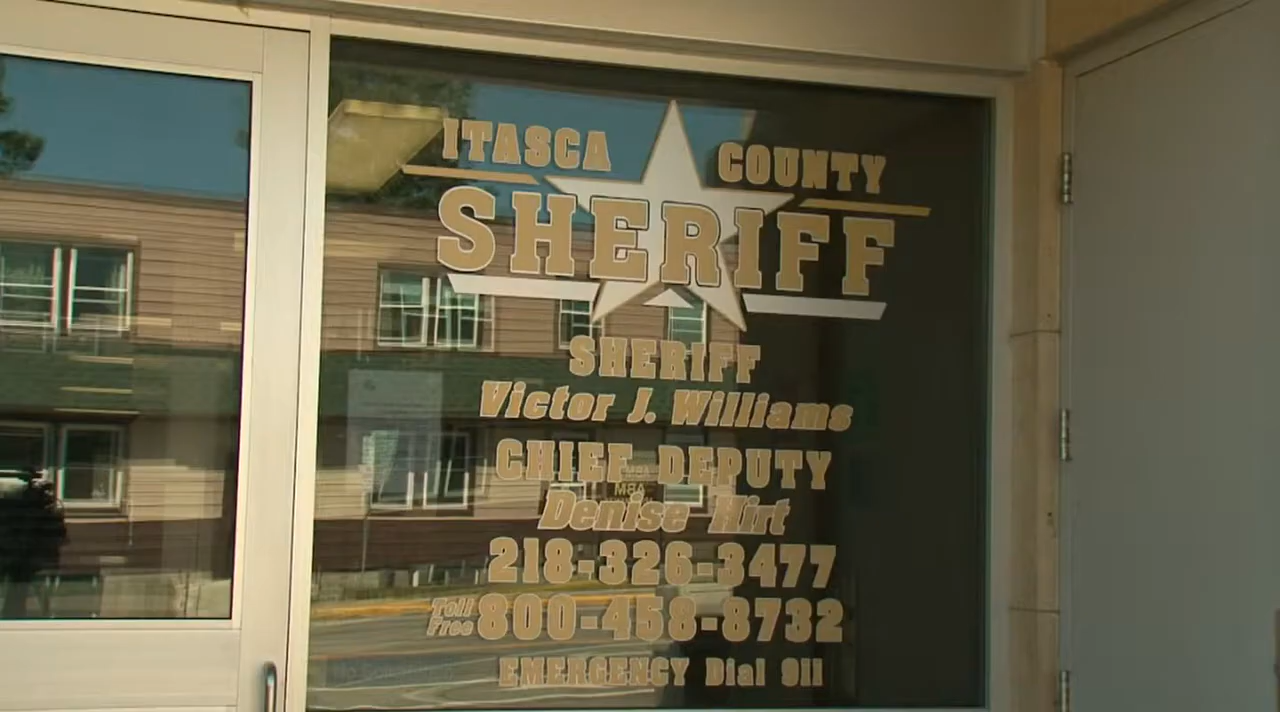 ITASCA COUNTY
SHERIFF
SHERIFF
Victor J. Williams
CHIEF DEPUTY
MBA
Denise Hirt
218-326-3477
Toll Free 800-458-8732
EMERGENCY Dial 911